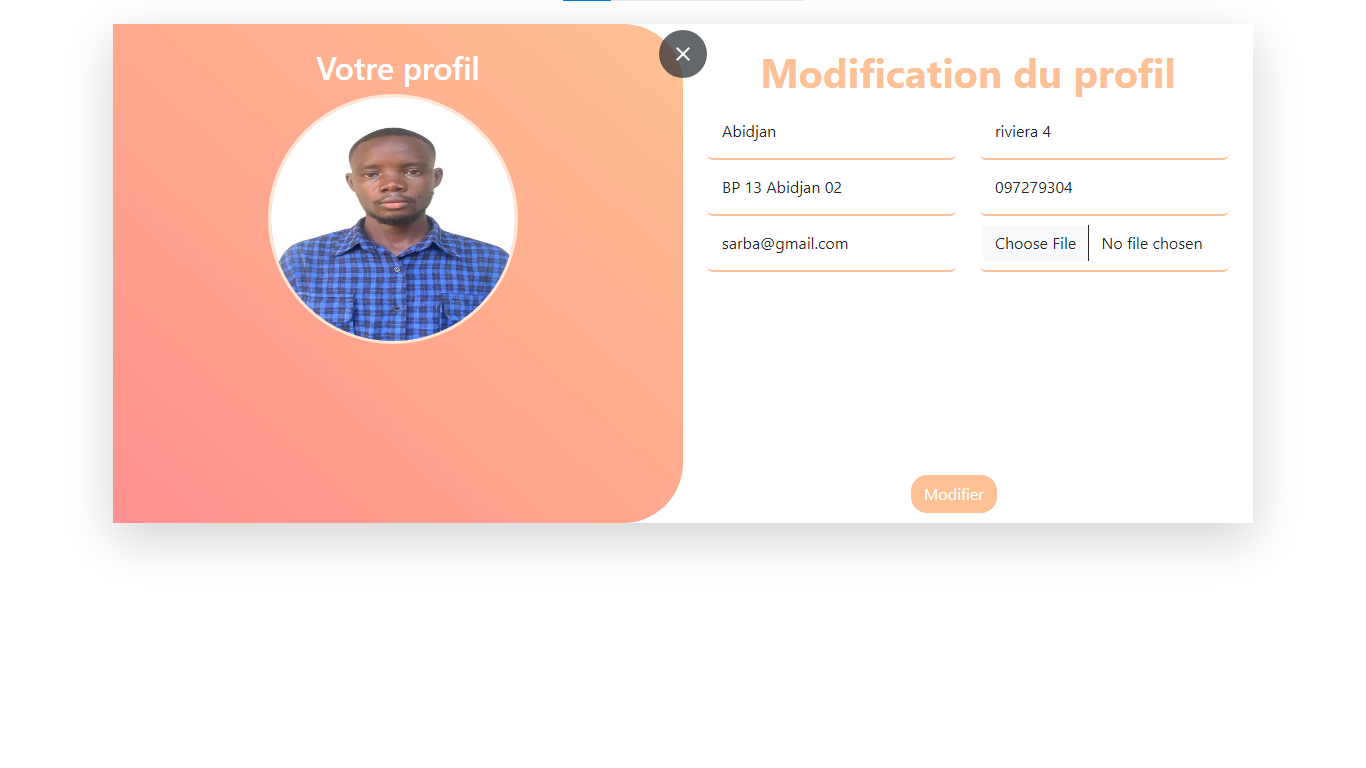 Votre profil
Modification du profil
Abidjan
riviera 4
BP 13 Abidjan 02
097279304
sarba@gmail.com
Choose File No file chosen
Modifier